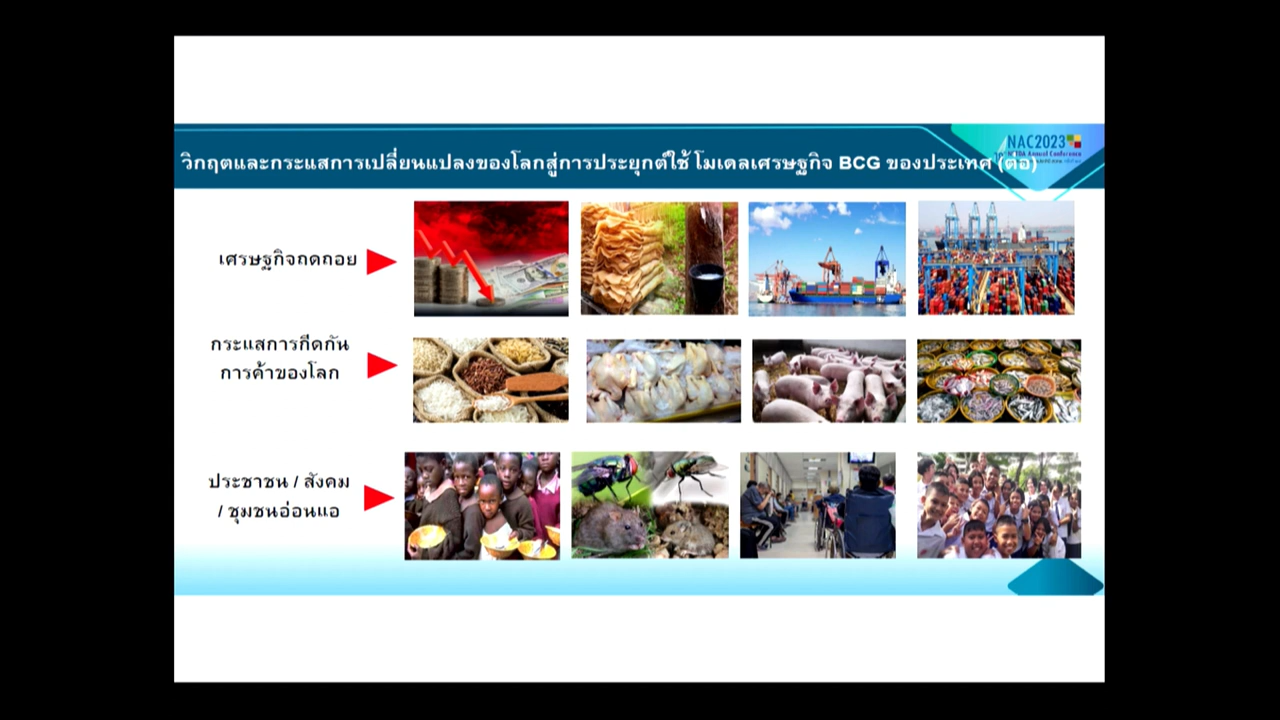 วิกฤตและกระแสการเปลี่ยนแปลงของโลกสู่การประยุกต์ใช้ โมเดลเศรษฐกิจ BCG ของประเทศ (ต่อ)
NAC2023
NSTDA Annual Conference
เศรษฐกิจถดถอย
กระแสการกีดกัน
การค้าของโลก
ประชาชน / สังคม
/ ชุมชนอ่อนแอ